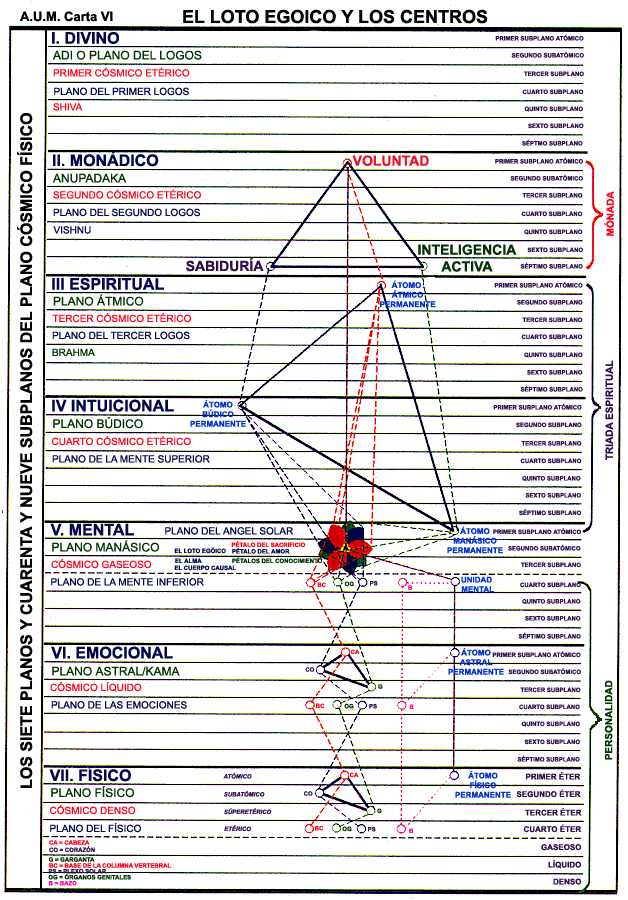 A.U.M. Carta VI
EL LOTO EGOICO Y LOS CENTROS
LOS SIETE PLANOS Y CUARENTA Y NUEVE SUBPLANOS DEL PLANO CÓSMICO FÍSICO
I. DIVINO
PRIMER SUBPLANO ATÓMICO
ADI O PLANO DEL LOGOS
SEGUNDO SUBATÓMICO
PRIMER CÓSMICO ETÉRICO
TERCER SUBPLANO
PLANO DEL PRIMER LOGOS
CUARTO SUBPLANO
SHIVA
QUINTO SUBPLANO
SEXTO SUBPLANO
SÉPTMO SUBPLANO
II. MONÁDICO
VOLUNTAD
PRIMER SUBPLANO ATÓMICO
ANUPADAKA
SEGUNDO SUBATÓMICO
SEGUNDO CÓSMICO ETÉRICO
TERCER SUBPLANO
PLANO DEL SEGUNDO LOGOS
CUARTO SUBPLANO
VISHNU
QUINTO SUBPLANO
INTELIGENCIA
ACTIVA
SEXTO SUBPLANO
SABIDURÍA
SÉPTIMO SUBPLANO
MÓNADA
III ESPIRITUAL
ÁTOMO
ÁTMICO
PERMANENTE
PRIMER SUBPLANO ATÓMICO
PLANO ÁTMICO
SEGUNDO SUBPLANO
TERCER CÓSMICO ETÉRICO
TERCER SUBPLANO
PLANO DEL TERCER LOGOS
CUARTO SUBPLANO
BRAHMA
QUINTO SUBPLANO
SEXTO SUBPLANO
SÉPTIMO SUBPLANO
TRIADA ESPIRITUAL
IV INTUICIONAL
ÁTOMO
BÚDICO
PERMANENTE
PRIMER SUBPLANO ATÓMICO
PLANO BÚDICO
SEGUNDO SUBPLANO
CUARTO CÓSMICO ETÉRICO
TERCER SUBPLANO
PLANO DE LA MENTE SUPERIOR
CUARTO SUBPLANO
QUINTO SUBPLANO
SEXTO SUBPLANO
SÉPTIMO SUBPLANO
V. MENTAL
PLANO DEL ANGEL SOLAR
ÁTOMO
MANÁSICO
PERMANENTE
PRIMER SUBPLANO ATÓMICO
PLANO MANÁSICO
EL LOTO EGÓICO
PÉTALO DEL SACRIFICO
PÉTALO DEL AMOR
SEGUNDO SUBATÓMICO
CÓSMICO GASEOSO
EL ALMA
EL CUERPO CAUSAL
PÉTALOS DEL CONOCIMIENTO
TERCER SUBPLANO
PLANO DE LA MENTE INFERIOR
BC
OG
PS
B
UNIDAD
MENTAL
CUARTO SUBPLANO
QUINTO SUBPLANO
SEXTO SUBPLANO
SÉPTIMO SUBPLANO
VI. EMOCIONAL
CA
ÁTOMO
ASTRAL
PERMANENTE
PRIMER SUBPLANO ATÓMICO
PLANO ASTRAL/KAMA
CO
SEGUNDO SUBATÓMICO
CÓSMICO LÍQUIDO
G
TERCER SUBPLANO
PLANO DE LAS EMOCIONES
BC
OG
PS
B
CUARTO SUBPLANO
QUINTO SUBPLANO
SEXTO SUBPLANO
SÉPTIMO SUBPLANO
PERSONALIDAD
VII. FÍSICO
ATÓMICO
CA
ÁTOMO
FÍSICO
PERMANENTE
PRIMER ÉTER
PLANO FÍSICO
SUBATÓMICO
CO
SEGUNDO ÉTER
CÓSMICO DENSO
SÚPERETÉRICO
G
TERCER ÉTER
PLANO DEL FÍSICO
ETÉRICO
BC
OG
PS
B
CUARTO ÉTER
CA = CABEZA
CO = CORAZÓN
GASEOSO
G = GARGANTA
BC = BASE DE LA COLUMNA VERTEBRAL
PS = PLEXO SOLAR
LÍQUIDO
OG = ÓRGANOS GENITALES
B = BAZO
DENSO